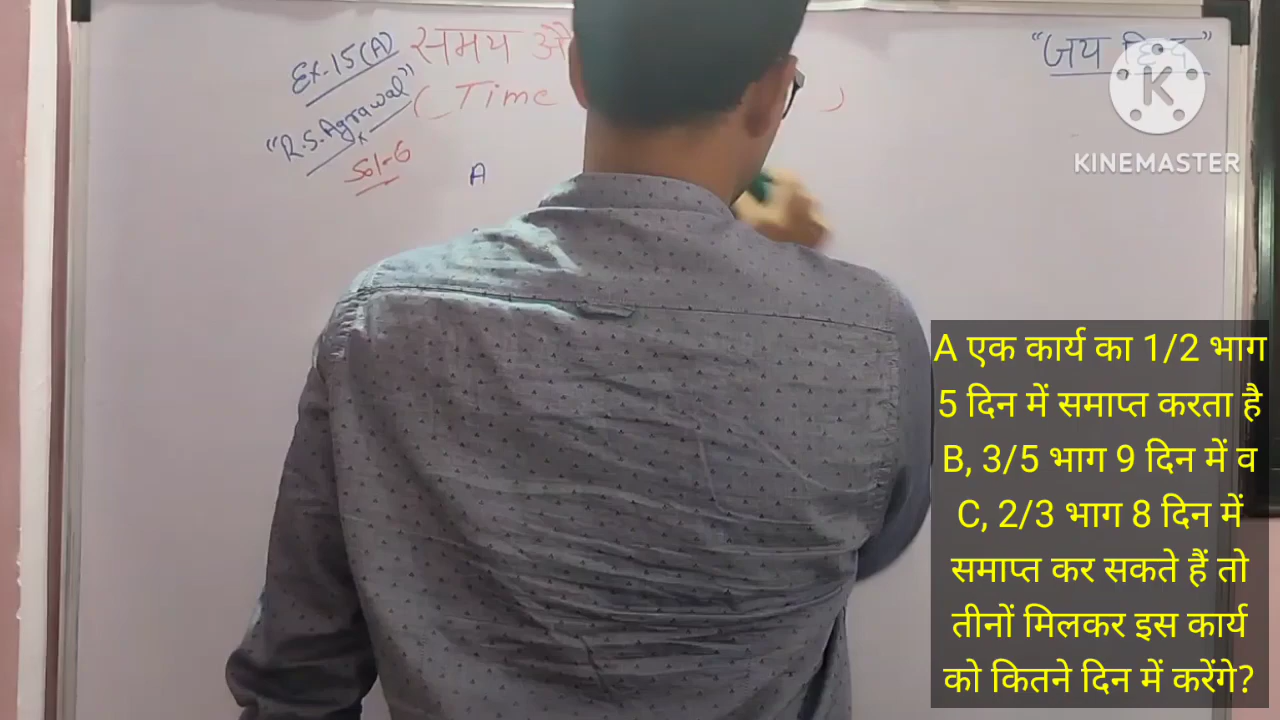 Ex.-15(A)
समय
"जय हिन्द"
"R.S. Agrawal"
( Time )
Sol-6
A
K
KINEMASTER
A एक कार्य का 1/2 भाग
5 दिन में समाप्त करता है
B, 3/5 भाग 9 दिन में व
C, 2/3 भाग 8 दिन में
समाप्त कर सकते हैं तो
तीनों मिलकर इस कार्य
को कितने दिन में करेंगे?